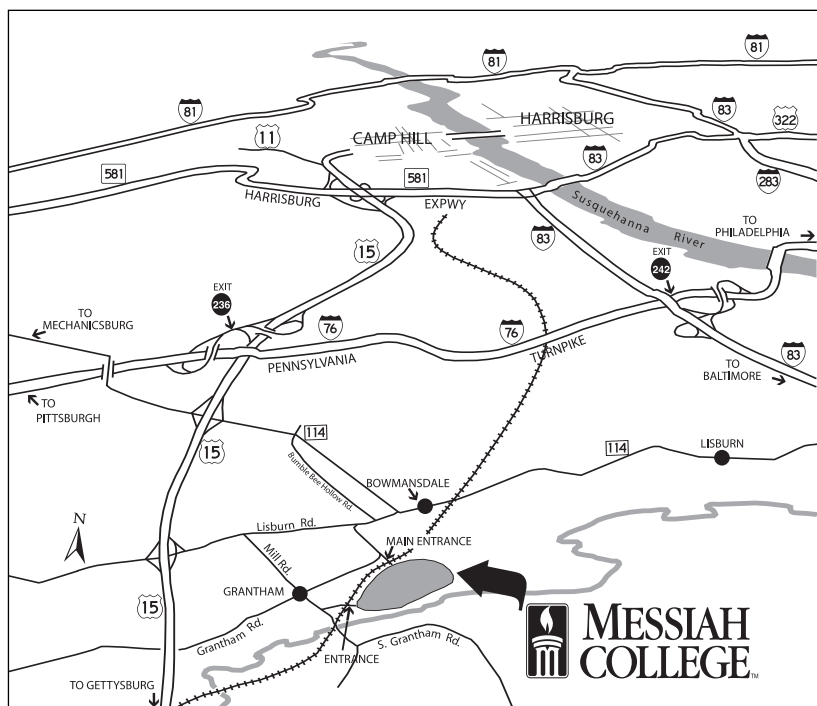 81
81
81
81
11
CAMP HILL
HARRISBURG
83
322
581
581
83
283
HARRISBURG
EXPWY
Susquehanna River
TO
PHILADELPHIA
15
83
EXIT
236
EXIT
242
TO
MECHANICSBURG
76
76
PENNSYLVANIA
TURNPIKE
83
TO
BALTIMORE
TO
PITTSBURGH
15
114
114
LISBURN
Bumble Bee Hollow Rd.
BOWMANSDALE
N
Lisburn Rd.
MAIN ENTRANCE
Mill Rd.
GRANTHAM
15
Grantham Rd.
ENTRANCE
S. Grantham Rd.
TO GETTYSBURG
MESSIAH
COLLEGE™